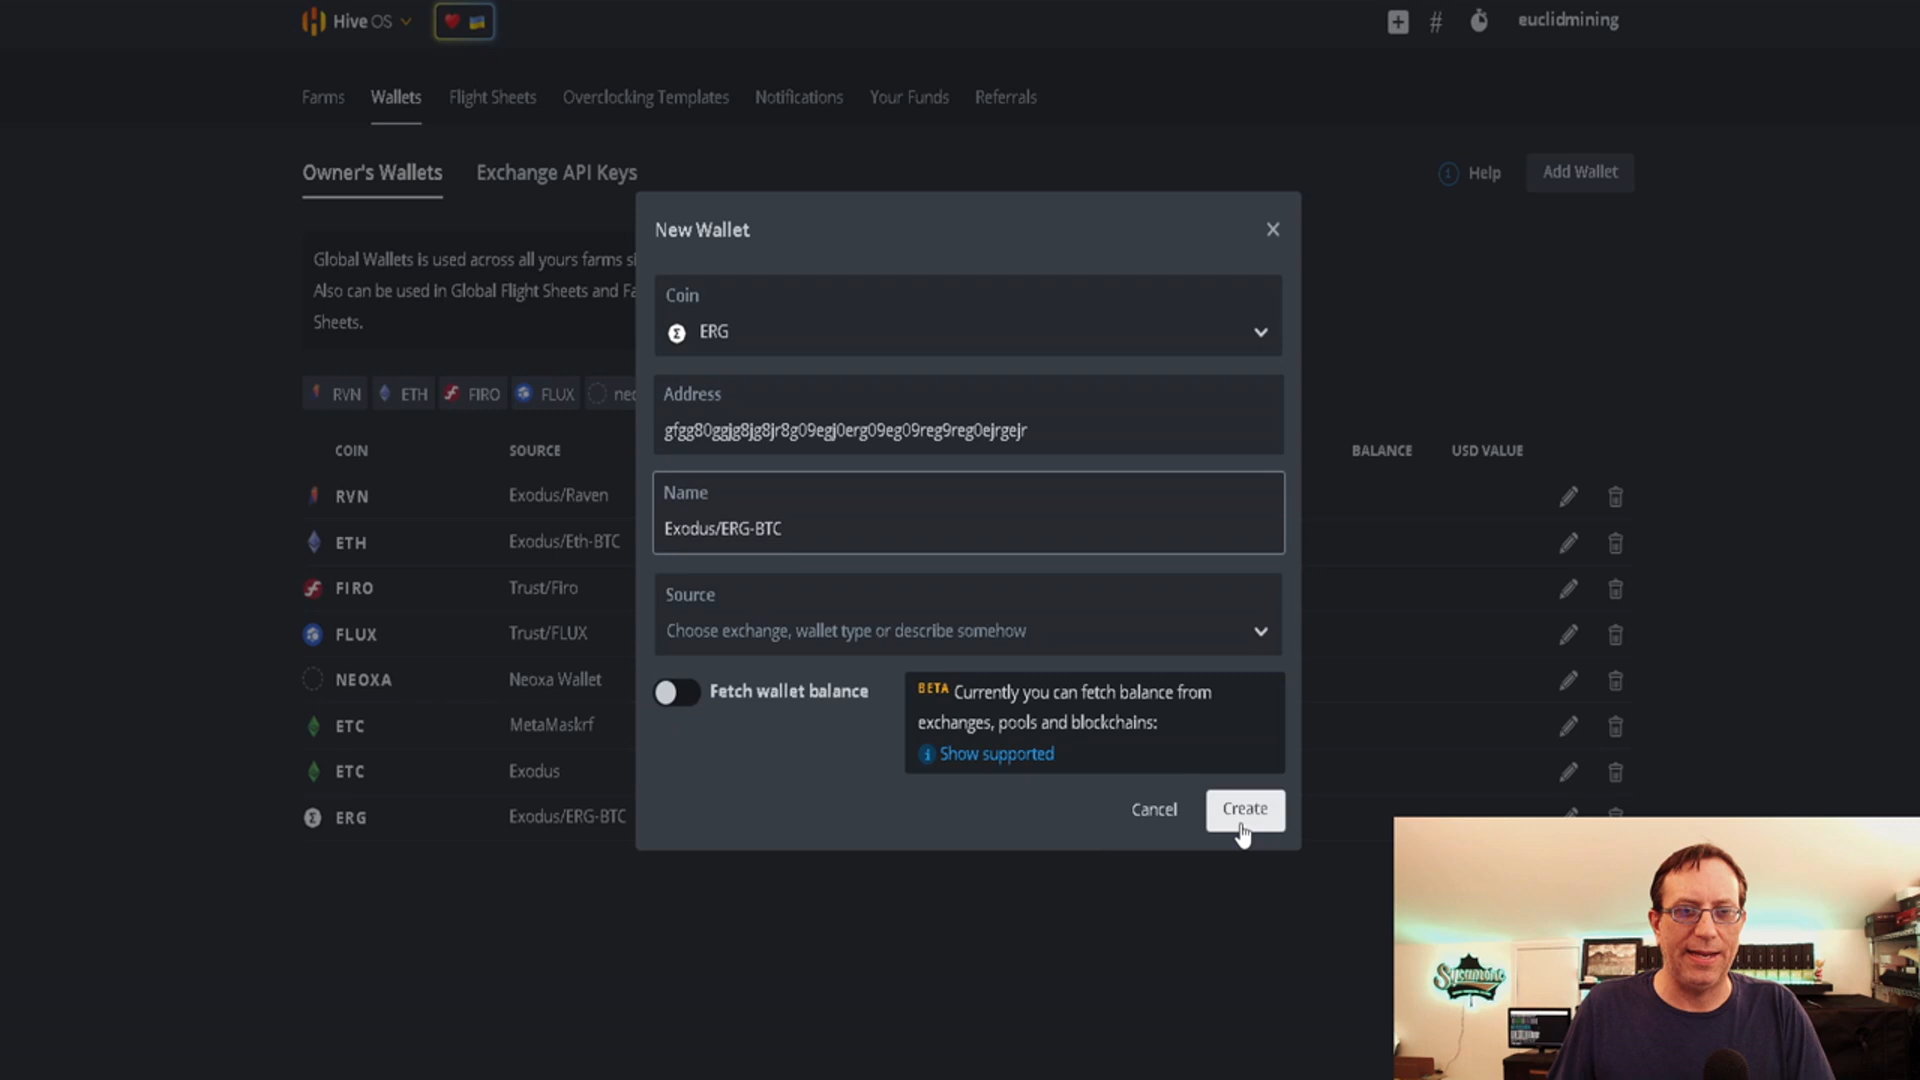 Hive OS
euclidmining
Farms Wallets Flight Sheets Overclocking Templates Notifications Your Funds Referrals
Owner's Wallets Exchange API Keys
Help
Add Wallet
Global Wallets is used across all yours farms
Also can be used in Global Flight Sheets and
Sheets.
New Wallet
Coin
ERG
Address
gfgg80ggjg8jg8jr8g09egj0erg09eg09reg9reg0ejrgejr
Name
Exodus/ERG-BTC
Source
Choose exchange, wallet type or describe somehow
Fetch wallet balance
BETA Currently you can fetch balance from
exchanges, pools and blockchains:
Show supported
Cancel
Create
RVN ETH FIRO FLUX
COIN SOURCE BALANCE USD VALUE
RVN Exodus/Raven
ETH Exodus/Eth-BTC
FIRO Trust/Firo
FLUX Trust/FLUX
NEOXA Neoxa Wallet
ETC MetaMaskrf
ETC Exodus
ERG Exodus/ERG-BTC
Sycamore